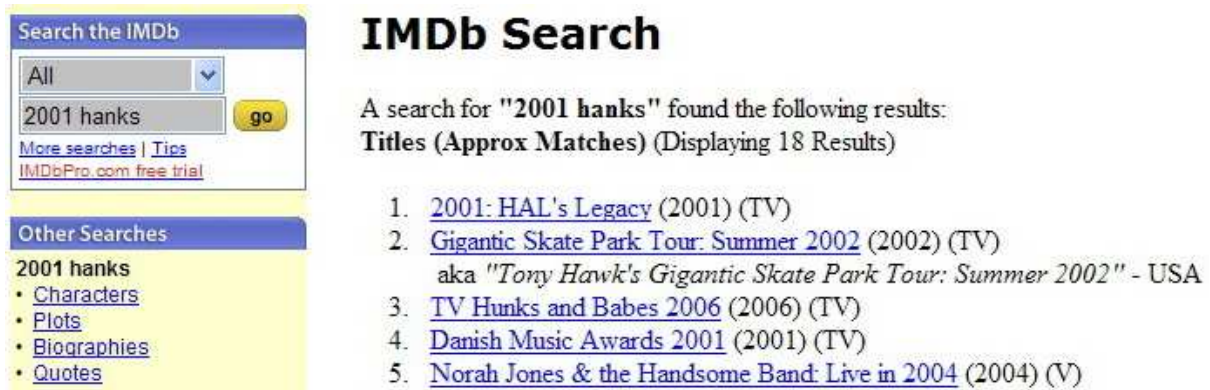 Search the IMDb
All
2001 hanks go
More searches | Tips
IMDbPro.com free trial
Other Searches
2001 hanks
• Characters
• Plots
• Biographies
• Quotes
IMDb Search
A search for "2001 hanks" found the following results:
Titles (Approx Matches) (Displaying 18 Results)
1. 2001: HAL's Legacy (2001) (TV)
2. Gigantic Skate Park Tour: Summer 2002 (2002) (TV)
aka "Tony Hawk's Gigantic Skate Park Tour: Summer 2002" - USA
3. TV Hunks and Babes 2006 (2006) (TV)
4. Danish Music Awards 2001 (2001) (TV)
5. Norah Jones & the Handsome Band: Live in 2004 (2004) (V)